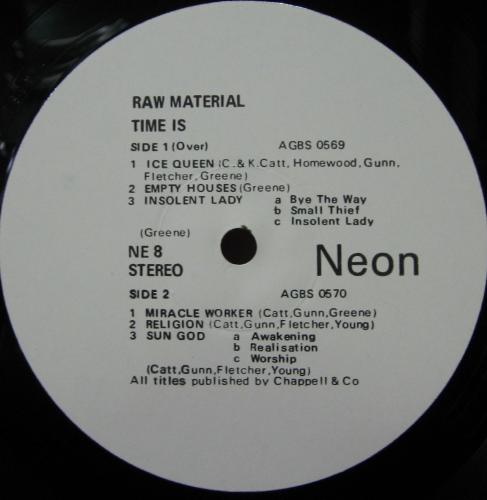 RAW MATERIAL
TIME IS
SIDE 1 (Over) AGBS 0569
1 ICE QUEEN (C.& K.Catt, Homewood, Gunn,
Fletcher, Greene)
2 EMPTY HOUSES (Greene)
3 INSOLENT LADY a Bye The Way
b Small Thief
c Insolent Lady
(Greene)
NE 8
STEREO
Neon
SIDE 2 AGBS 0570
1 MIRACLE WORKER (Catt,Gunn,Greene)
2 RELIGION (Catt,Gunn,Fletcher,Young)
3 SUN GOD a Awakening
b Realisation
c Worship
(Catt,Gunn,Fletcher,Young)
All titles published by Chappell & Co